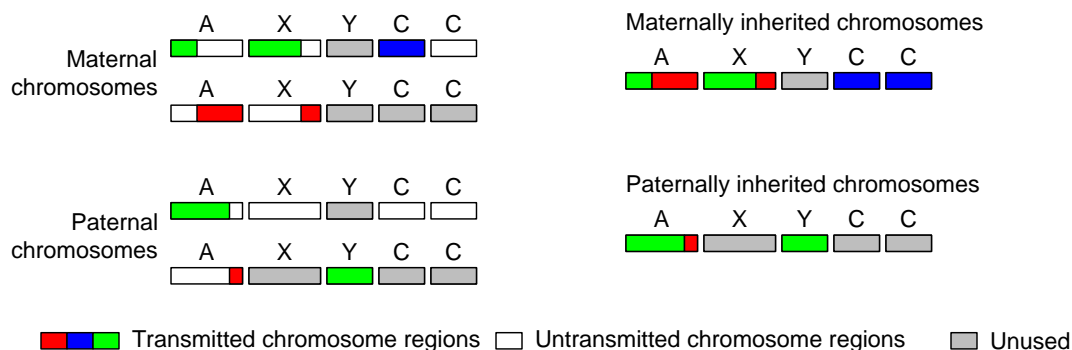 A X Y C C
Maternal
chromosomes
A X Y C C
Maternally inherited chromosomes
A X Y C C
A X Y C C
Paternal
chromosomes
A X Y C C
Paternally inherited chromosomes
A X Y C C
Transmitted chromosome regions Untransmitted chromosome regions Unused